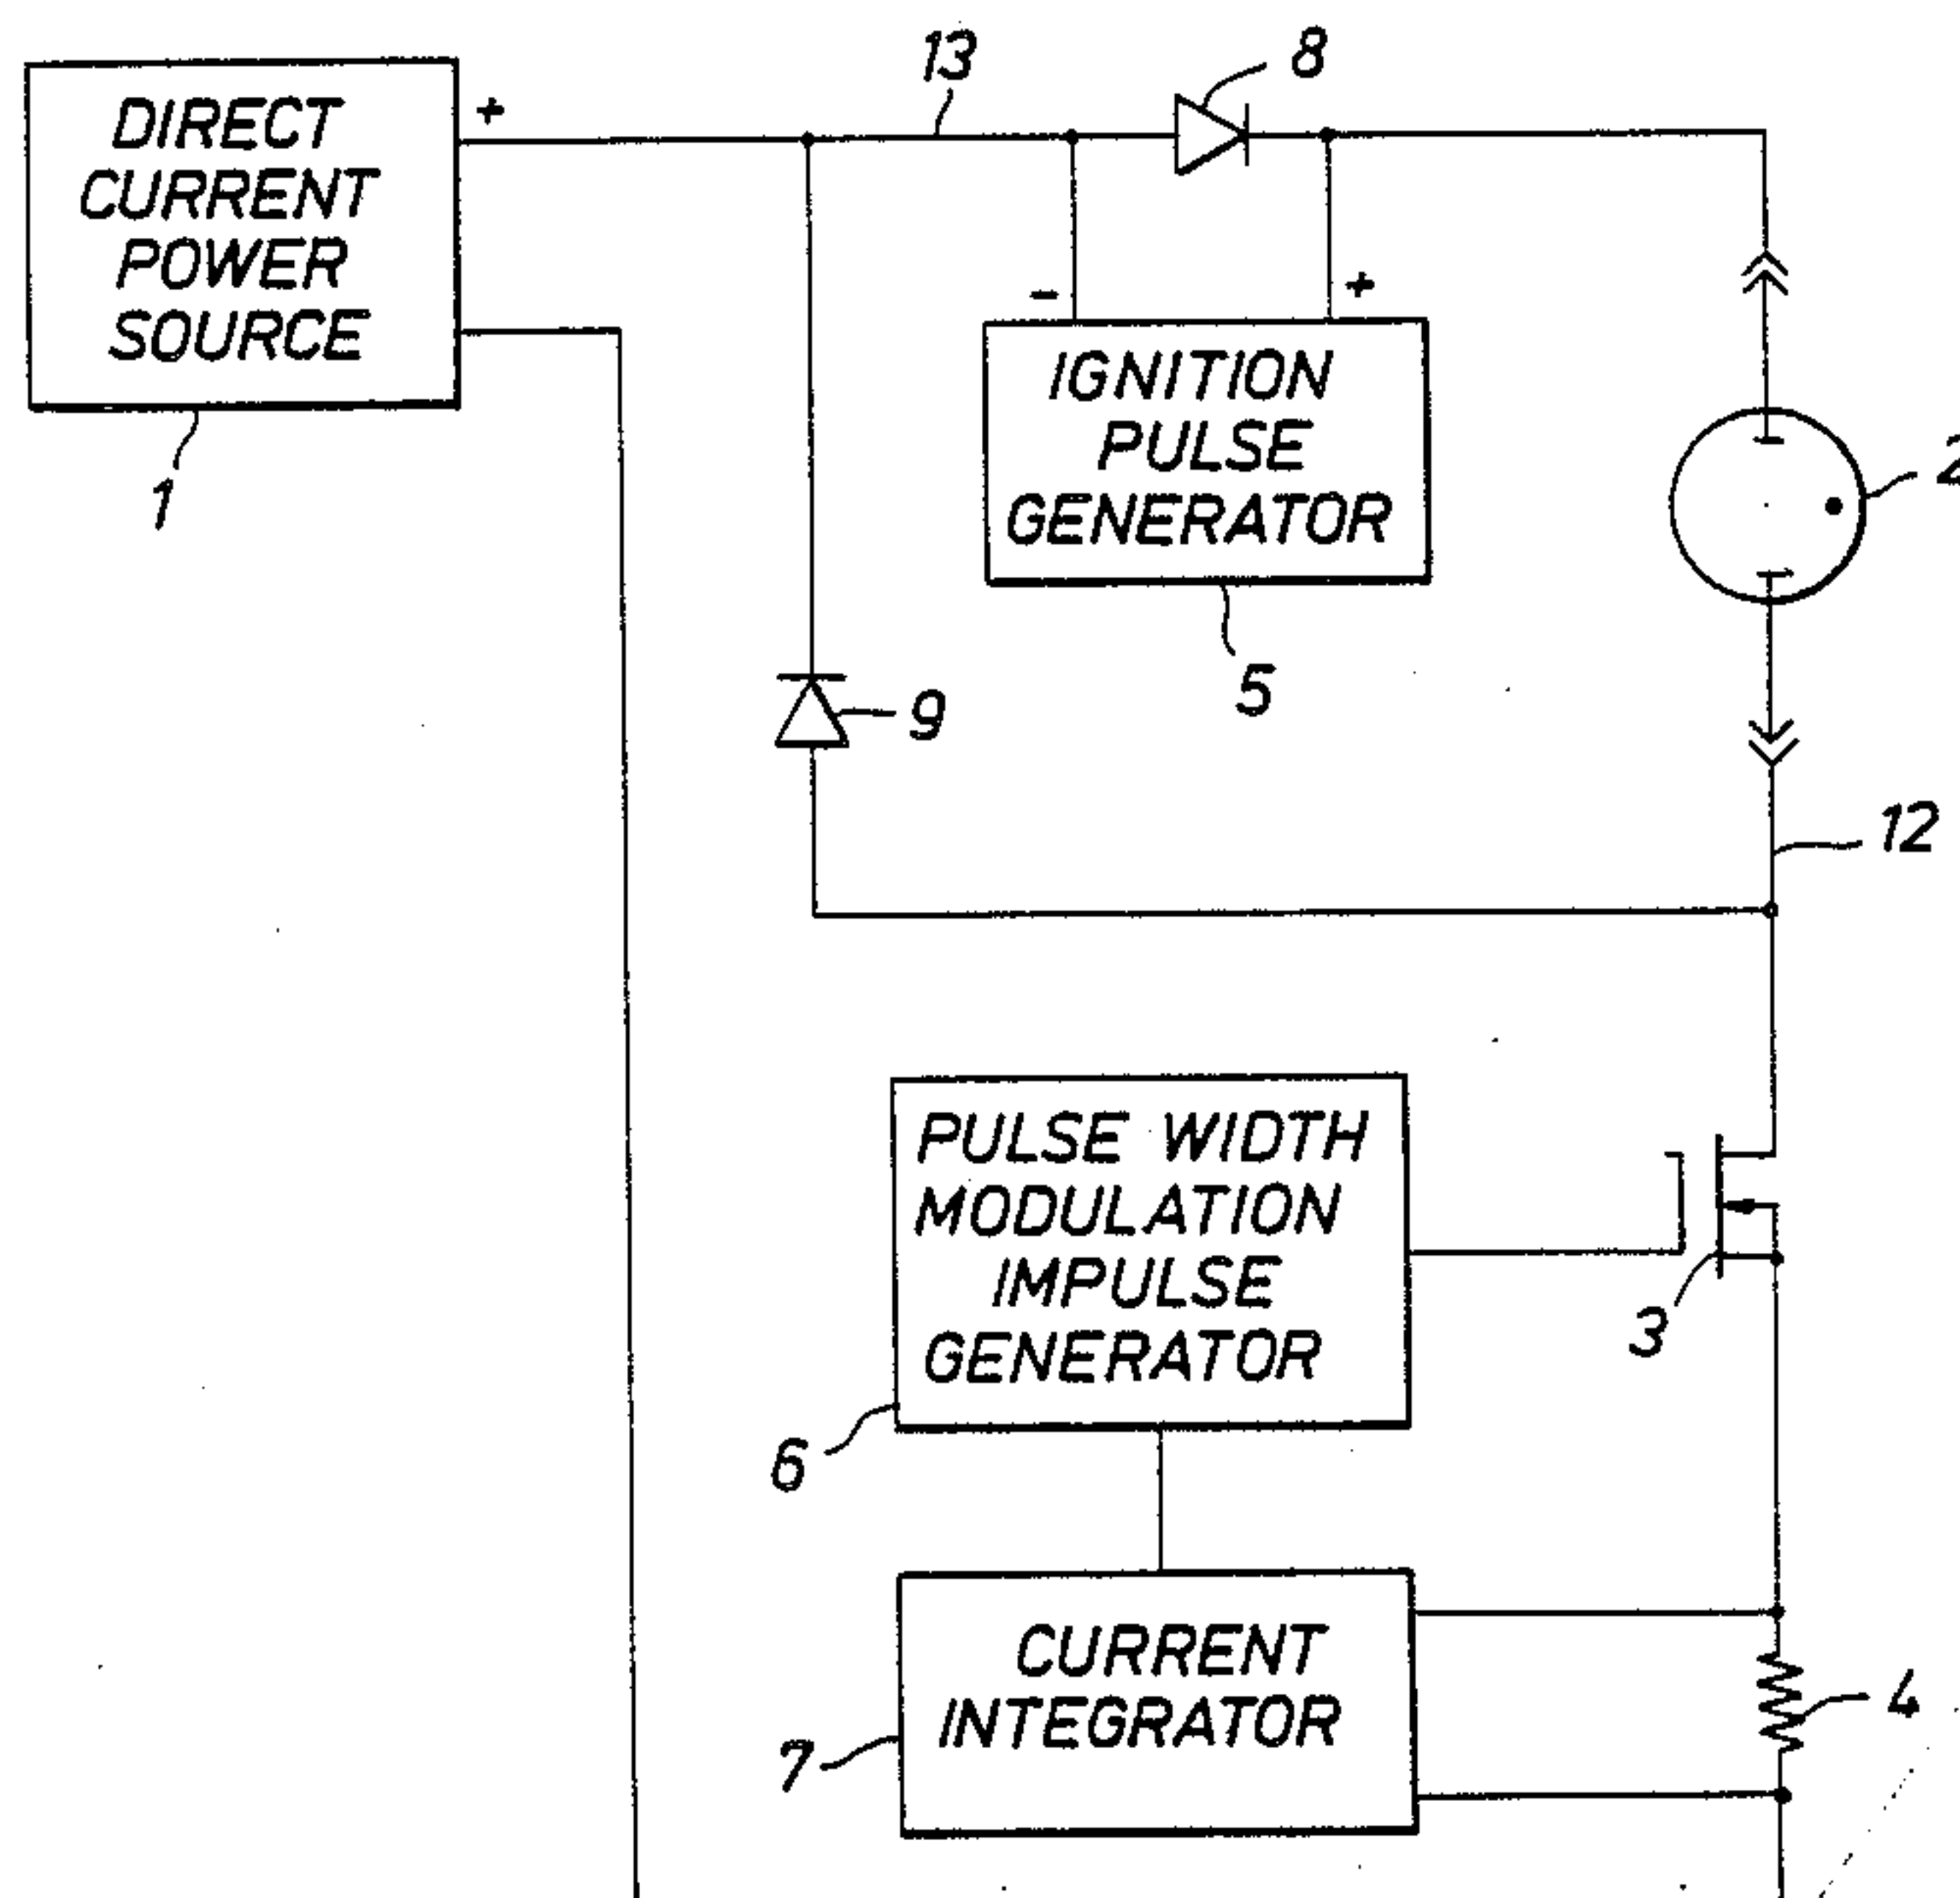 13
8
+
DIRECT
CURRENT
POWER
SOURCE
1
-
+
IGNITION
PULSE
GENERATOR
5
2
9
12
PULSE WIDTH
MODULATION
IMPULSE
GENERATOR
3
6
CURRENT
INTEGRATOR
7
4